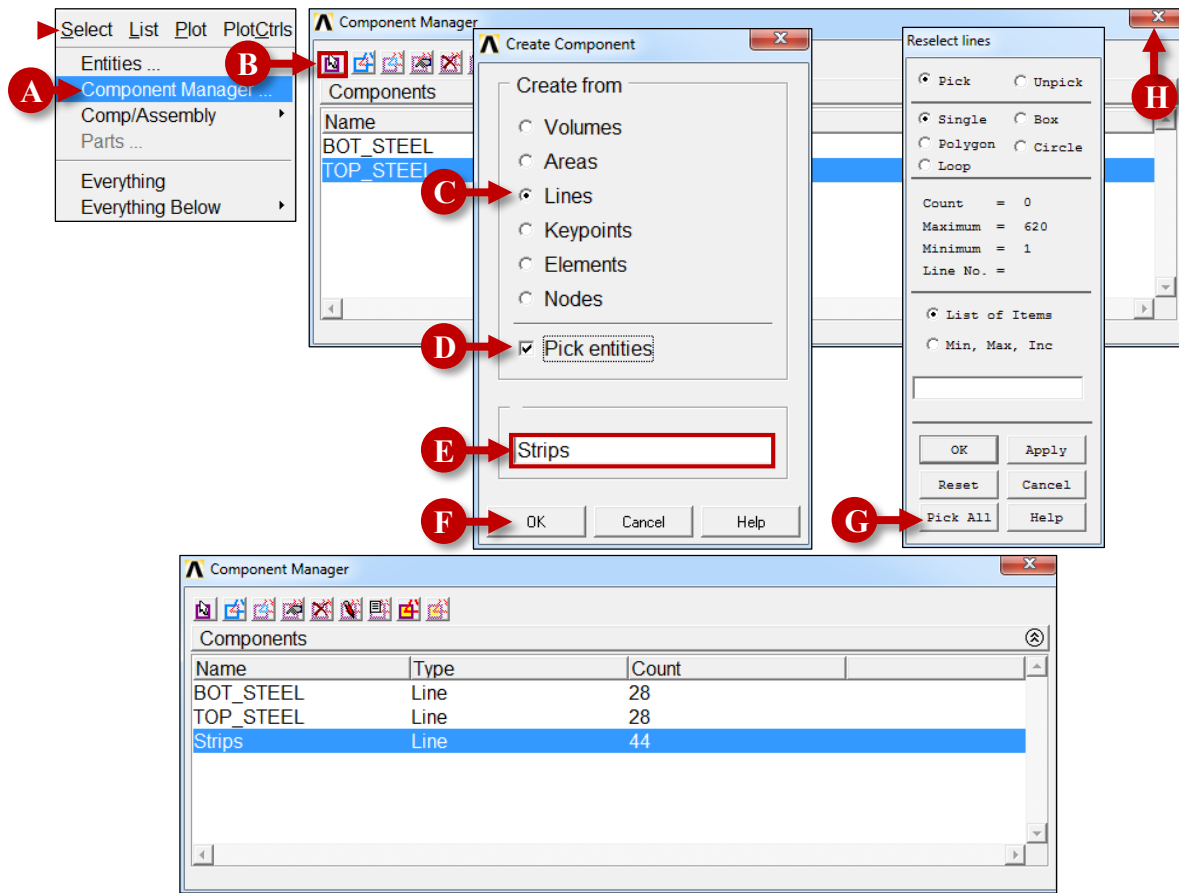 Select List Plot PlotCtrls
Entities ...
A
Component Manager ...
Comp/Assembly
Parts ...
Everything
Everything Below
Component Manager
B
Components
Name
BOT_STEEL
TOP_STEEL
Create Component
Create from
Volumes
Areas
C
Lines
Keypoints
Elements
Nodes
D
Pick entities
E
Strips
F
OK Cancel Help
H
Reselect lines
Pick Unpick
Single Box
Polygon Circle
Loop
Count = 0
Maximum = 620
Minimum = 1
Line No. =
List of Items
Min, Max, Inc
OK Apply
Reset Cancel
G
Pick All Help
Component Manager
Components
Name Type Count
BOT_STEEL Line 28
TOP_STEEL Line 28
Strips Line 44